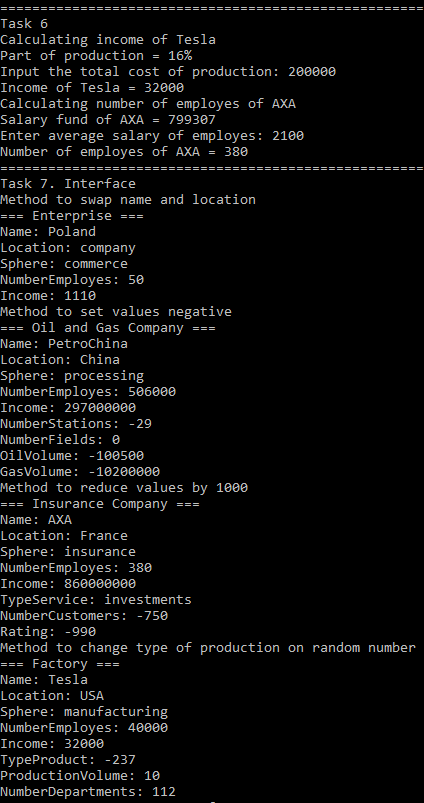 =====================================================
Task 6
Calculating income of Tesla
Part of production = 16%
Input the total cost of production: 200000
Income of Tesla = 32000
Calculating number of employes of AXA
Salary fund of AXA = 799307
Enter average salary of employes: 2100
Number of employes of AXA = 380
=====================================================
Task 7. Interface
Method to swap name and location
=== Enterprise ===
Name: Poland
Location: company
Sphere: commerce
NumberEmployes: 50
Income: 1110
Method to set values negative
=== Oil and Gas Company ===
Name: PetroChina
Location: China
Sphere: processing
NumberEmployes: 506000
Income: 297000000
NumberStations: -29
NumberFields: 0
OilVolume: -100500
GasVolume: -10200000
Method to reduce values by 1000
=== Insurance Company ===
Name: AXA
Location: France
Sphere: insurance
NumberEmployes: 380
Income: 860000000
TypeService: investments
NumberCustomers: -750
Rating: -990
Method to change type of production on random number
=== Factory ===
Name: Tesla
Location: USA
Sphere: manufacturing
NumberEmployes: 40000
Income: 32000
TypeProduct: -237
ProductionVolume: 10
NumberDepartments: 112